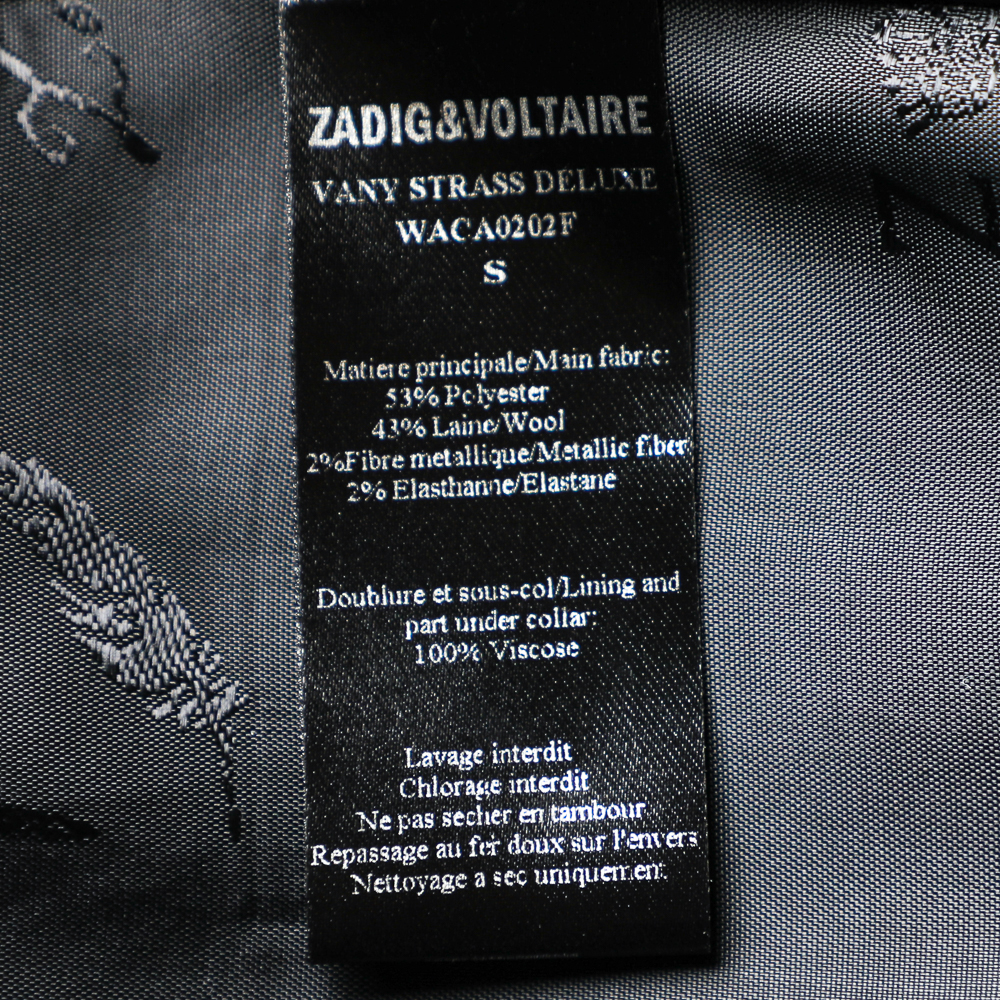 ZADIG&VOLTAIRE
VANY STRASS DELUXE
WACA0202F
S
Matiere principale/Main fabric:
53% Polyester
43% Laine/Wool
2%Fibre metallique/Metallic fiber
2% Elasthanne/Elastane
Doublure et sous-col/Lining and
part under collar:
100% Viscose
Lavage interdit
Chlorage interdit
Ne pas secher en tambour
Repassage au fer doux sur l'envers
Nettoyage a sec uniquement